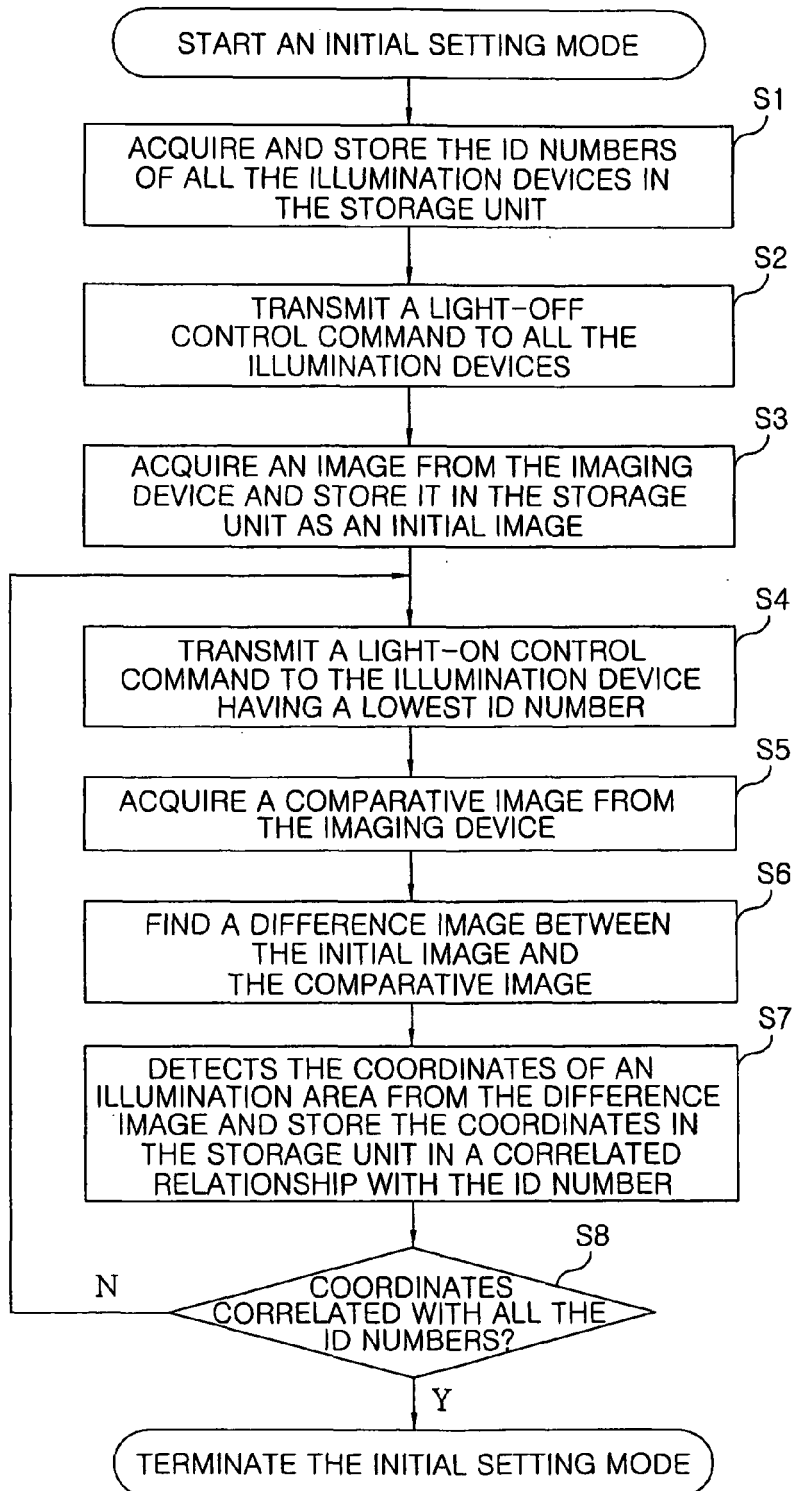 START AN INITIAL SETTING MODE
S1
ACQUIRE AND STORE THE ID NUMBERS
OF ALL THE ILLUMINATION DEVICES IN
THE STORAGE UNIT
S2
TRANSMIT A LIGHT-OFF
CONTROL COMMAND TO ALL THE
ILLUMINATION DEVICES
S3
ACQUIRE AN IMAGE FROM THE IMAGING
DEVICE AND STORE IT IN THE STORAGE
UNIT AS AN INITIAL IMAGE
S4
TRANSMIT A LIGHT-ON CONTROL
COMMAND TO THE ILLUMINATION DEVICE
HAVING A LOWEST ID NUMBER
S5
ACQUIRE A COMPARATIVE IMAGE FROM
THE IMAGING DEVICE
S6
FIND A DIFFERENCE IMAGE BETWEEN
THE INITIAL IMAGE AND
THE COMPARATIVE IMAGE
S7
DETECTS THE COORDINATES OF AN
ILLUMINATION AREA FROM THE DIFFERENCE
IMAGE AND STORE THE COORDINATES IN
THE STORAGE UNIT IN A CORRELATED
RELATIONSHIP WITH THE ID NUMBER
S8
N
COORDINATES
CORRELATED WITH ALL THE
ID NUMBERS?
Y
TERMINATE THE INITIAL SETTING MODE